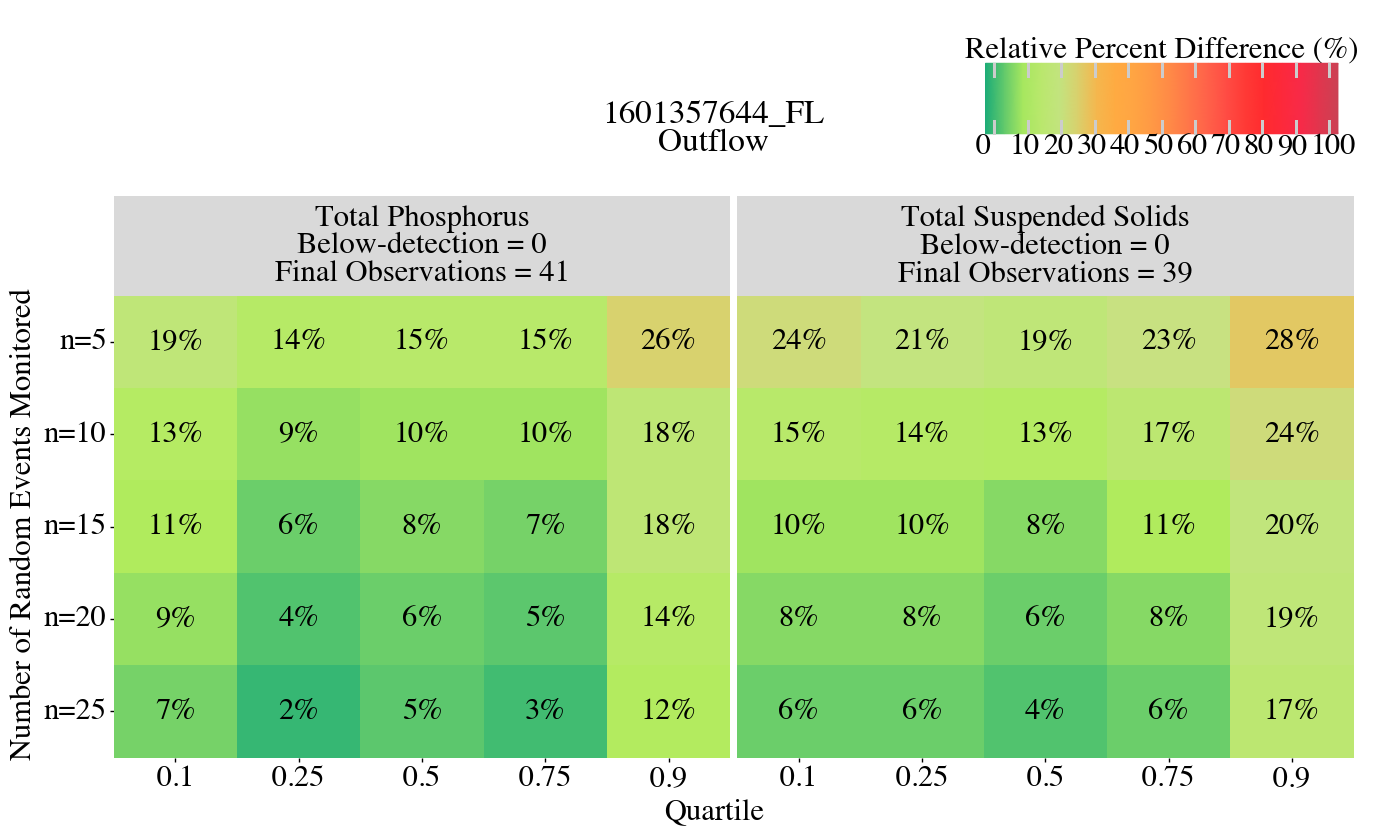 Relative Percent Difference (%)
0 10 20 30 40 50 60 70 80 90 100
1601357644_FL
Outflow
Total Phosphorus
Below-detection = 0
Final Observations = 41
Total Suspended Solids
Below-detection = 0
Final Observations = 39
Number of Random Events Monitored
n=5 19% 14% 15% 15% 26% 24% 21% 19% 23% 28%
n=10 13% 9% 10% 10% 18% 15% 14% 13% 17% 24%
n=15 11% 6% 8% 7% 18% 10% 10% 8% 11% 20%
n=20 9% 4% 6% 5% 14% 8% 8% 6% 8% 19%
n=25 7% 2% 5% 3% 12% 6% 6% 4% 6% 17%
0.1 0.25 0.5 0.75 0.9 0.1 0.25 0.5 0.75 0.9
Quartile